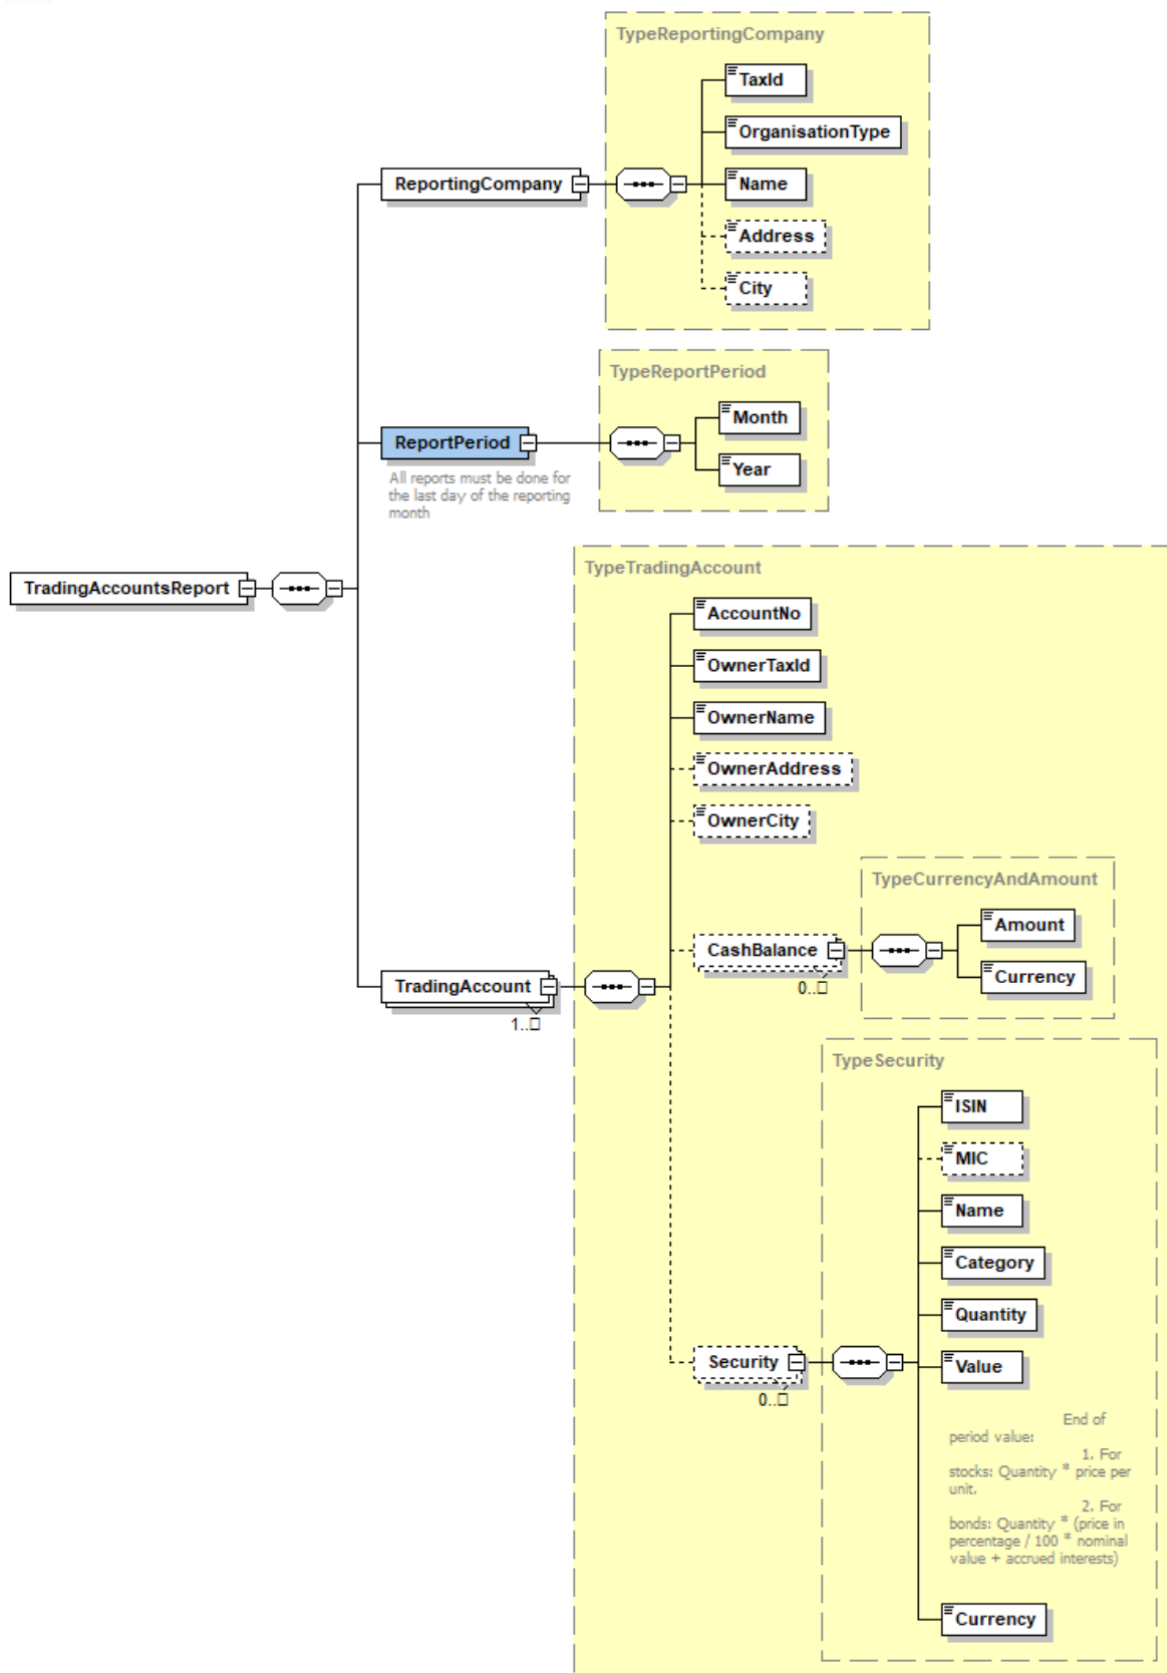 TypeReportingCompany
TaxId
OrganisationType
ReportingCompany
Name
Address
City
TypeReportPeriod
Month
ReportPeriod
Year
All reports must be done for
the last day of the reporting
month
TypeTradingAccount
TradingAccountsReport
AccountNo
OwnerTaxId
OwnerName
OwnerAddress
OwnerCity
TypeCurrencyAndAmount
Amount
CashBalance
Currency
0..□
TradingAccount
1..□
TypeSecurity
ISIN
MIC
Name
Category
Quantity
Security
Value
0..□
End of
period value:
1. For
stocks: Quantity * price per
unit.
2. For
bonds: Quantity * (price in
percentage / 100 * nominal
value + accrued interests)
Currency